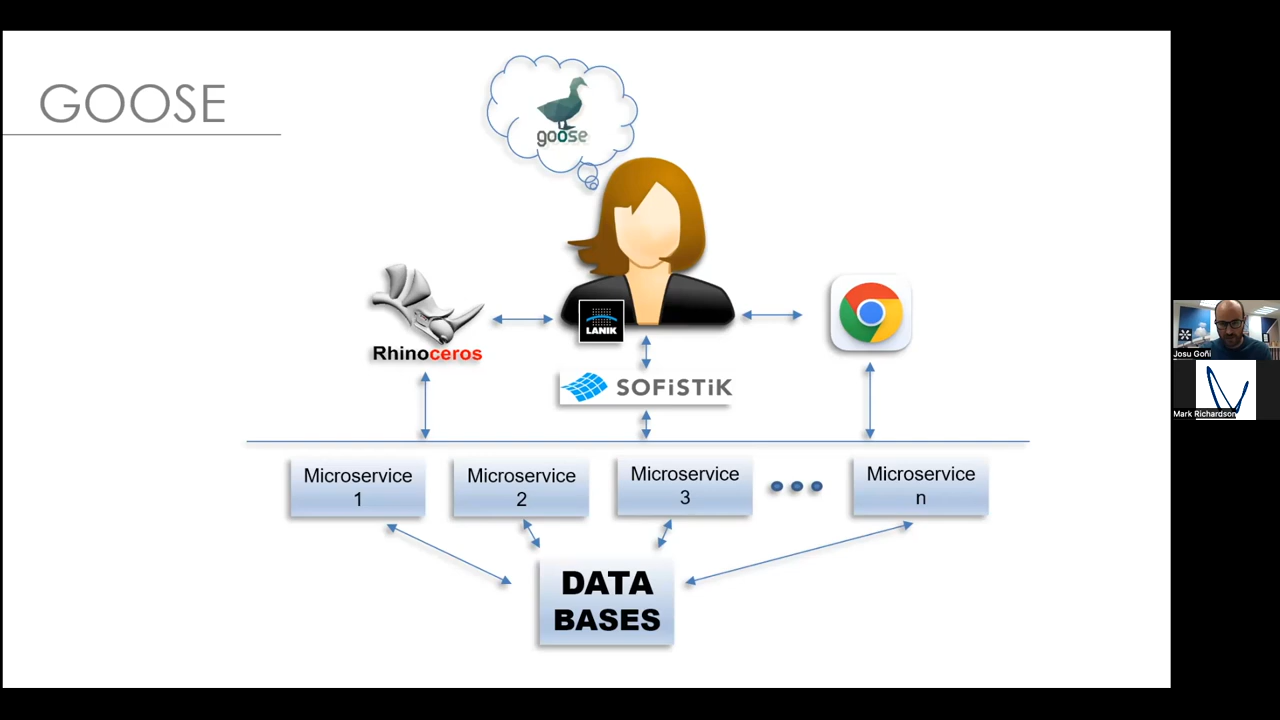 GOOSE
goose
LANIK
Rhinoceros
SOFiSTiK
Microservice
1
Microservice
2
Microservice
3
Microservice
n
DATA
BASES
Josu Goñi
Mark Richardson